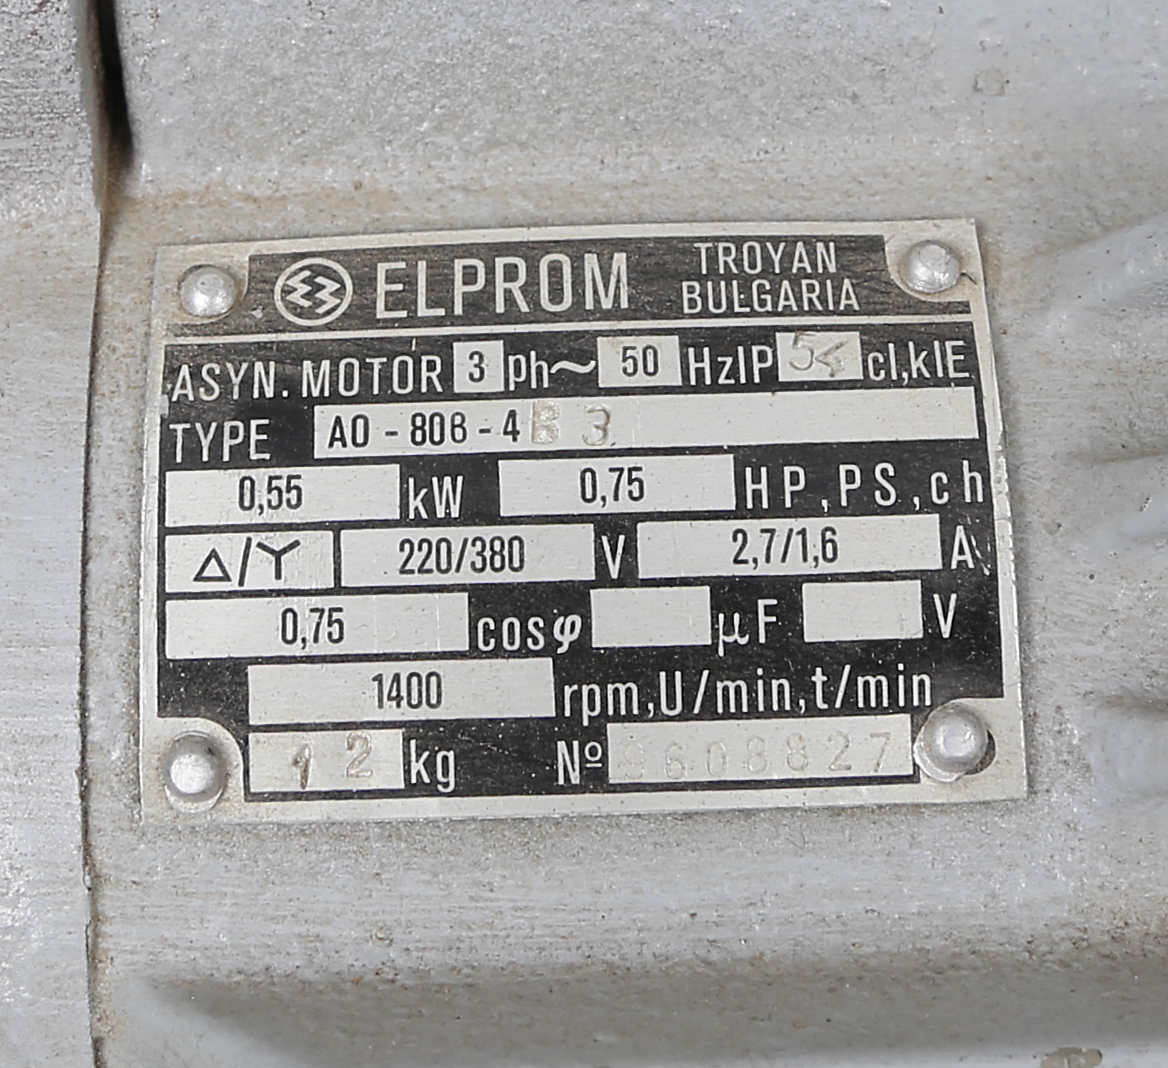 ELPROM TROYAN
BULGARIA
ASYN. MOTOR 3 ph~ 50 Hz IP 54 cl,kl E
TYPE AO - 80B - 4 B 3
0,55 kW 0,75 HP,PS,ch
Δ/Y 220/380 V 2,7/1,6 A
0,75 cosφ μF V
1400 rpm,U/min,t/min
12 kg Nº 9608827